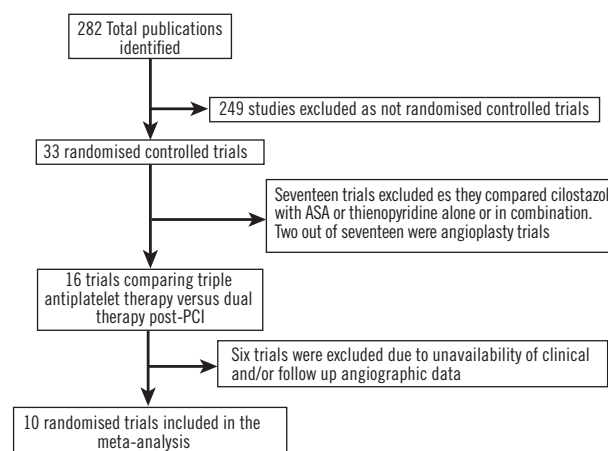 282 Total publications
identified
249 studies excluded as not randomised controlled trials
33 randomised controlled trials
Seventeen trials excluded es they compared cilostazol
with ASA or thienopyridine alone or in combination.
Two out of seventeen were angioplasty trials
16 trials comparing triple
antiplatelet therapy versus dual
therapy post-PCI
Six trials were excluded due to unavailability of clinical
and/or follow up angiographic data
10 randomised trials included in the
meta-analysis